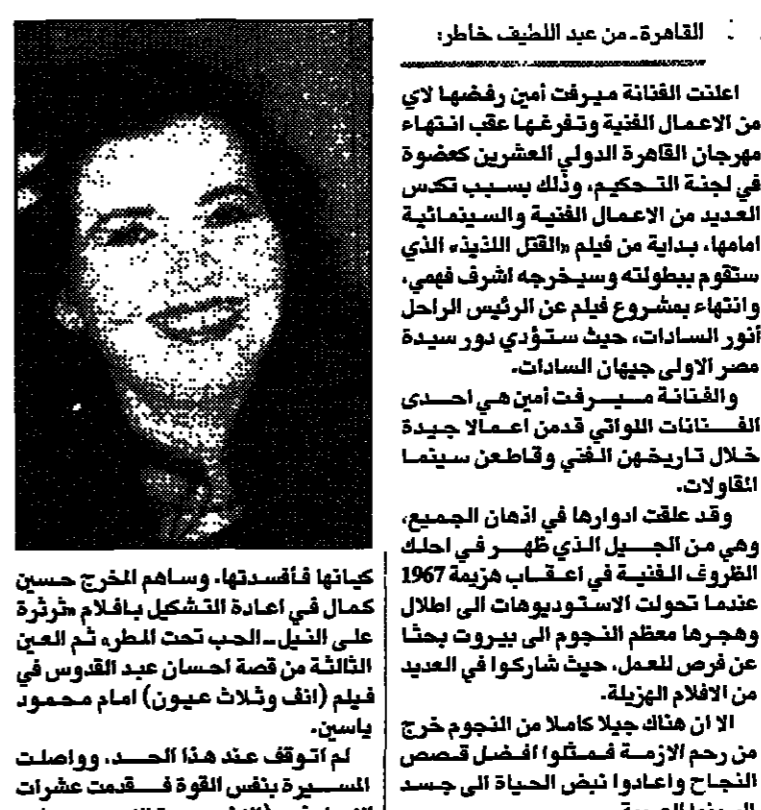 القاهرة ـ من عبد اللطيف خاطر:
اعلنت الفنانة ميرفت أمين رفضها لاي
من الاعمال الفنية وتفرغها عقب انتهاء
مهرجان القاهرة الدولي العشرين كعضوة
في لجنة التحكيم، وذلك بسبب تكدس
العديد من الاعمال الفنية والسينمائية
امامها، بداية من فيلم «القتل اللذيذ» الذي
ستقوم ببطولته وسيخرجه اشرف فهمي،
وانتهاء بمشروع فيلم عن الرئيس الراحل
أنور السادات، حيث ستؤدي دور سيدة
مصر الاولى جيهان السادات.
والفنانة ميرفت أمين هي احدى
الفنانات اللواتي قدمن اعمالا جيدة
خلال تاريخهن الفني وقاطعن سينما
المقاولات.
وقد علقت ادوارها في اذهان الجميع،
وهي من الجيل الذي ظهر في احلك
الظروف الفنية في اعقاب هزيمة 1967
عندما تحولت الاستوديوهات الى اطلال
وهجرها معظم النجوم الى بيروت بحثا
عن فرص للعمل، حيث شاركوا في العديد
من الافلام الهزيلة.
الا ان هناك جيلا كاملا من النجوم خرج
من رحم الازمة فمثلوا افضل قصص
النجاح واعادوا نبض الحياة الى جسد
كيانها فأفسدتها. وساهم المخرج حسين
كمال في اعادة التشكيل بافلام «ثرثرة
على النيل ـ الحب تحت المطر» ثم العين
الثالثة من قصة احسان عبد القدوس في
فيلم (انف وثلاث عيون) امام محمود
ياسين.
لم اتوقف عند هذا الحد، وواصلت
المسيرة بنفس القوة فقدمت عشرات